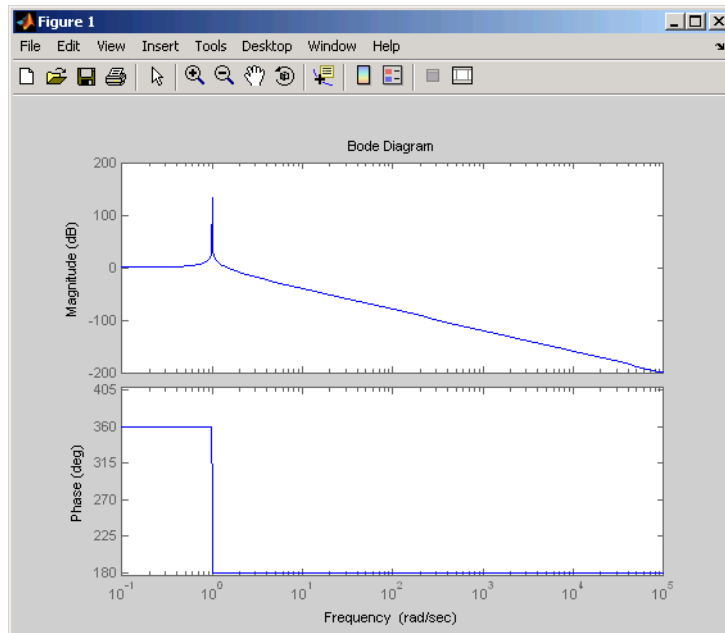 Figure 1
File Edit View Insert Tools Desktop Window Help
Bode Diagram
Magnitude (dB)
200
100
0
-100
-200
Phase (deg)
405
360
315
270
225
180
10^-1 10^0 10^1 10^2 10^3 10^4 10^5
Frequency (rad/sec)